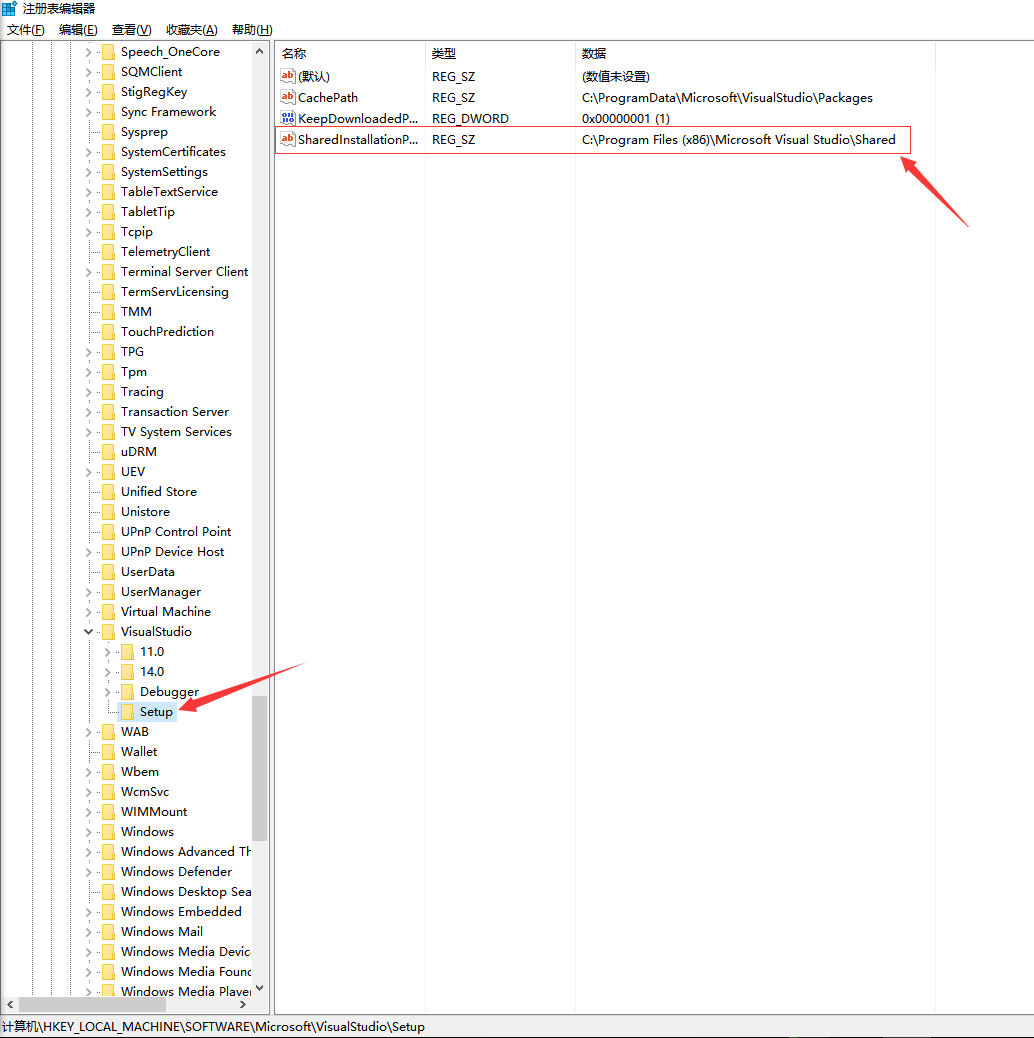 注册表编辑器
文件(F) 编辑(E) 查看(V) 收藏夹(A) 帮助(H)
Speech_OneCore
SQMClient
StigRegKey
Sync Framework
Sysprep
SystemCertificates
SystemSettings
TableTextService
TabletTip
Tcpip
TelemetryClient
Terminal Server Client
TermServLicensing
TMM
TouchPrediction
TPG
Tpm
Tracing
Transaction Server
TV System Services
uDRM
UEV
Unified Store
Unistore
UPnP Control Point
UPnP Device Host
UserData
UserManager
Virtual Machine
VisualStudio
11.0
14.0
Debugger
Setup
WAB
Wallet
Wbem
WcmSvc
WIMMount
Windows
Windows Advanced Th
Windows Defender
Windows Desktop Sea
Windows Embedded
Windows Mail
Windows Media Devic
Windows Media Found
Windows Media Player
名称 类型 数据
(默认) REG_SZ (数值未设置)
CachePath REG_SZ C:\ProgramData\Microsoft\VisualStudio\Packages
KeepDownloadedP... REG_DWORD 0x00000001 (1)
SharedInstallationP... REG_SZ C:\Program Files (x86)\Microsoft Visual Studio\Shared
计算机\HKEY_LOCAL_MACHINE\SOFTWARE\Microsoft\VisualStudio\Setup